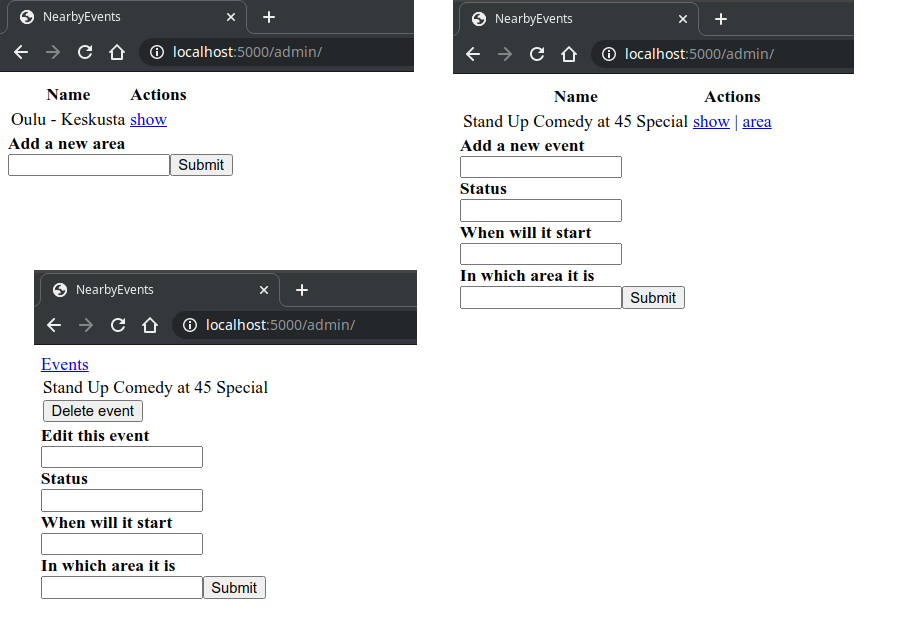 NearbyEvents
localhost:5000/admin/
Name Actions
Oulu - Keskusta show
Add a new area
Submit
NearbyEvents
localhost:5000/admin/
Name Actions
Stand Up Comedy at 45 Special show | area
Add a new event
Status
When will it start
In which area it is
Submit
NearbyEvents
localhost:5000/admin/
Events
Stand Up Comedy at 45 Special
Delete event
Edit this event
Status
When will it start
In which area it is
Submit